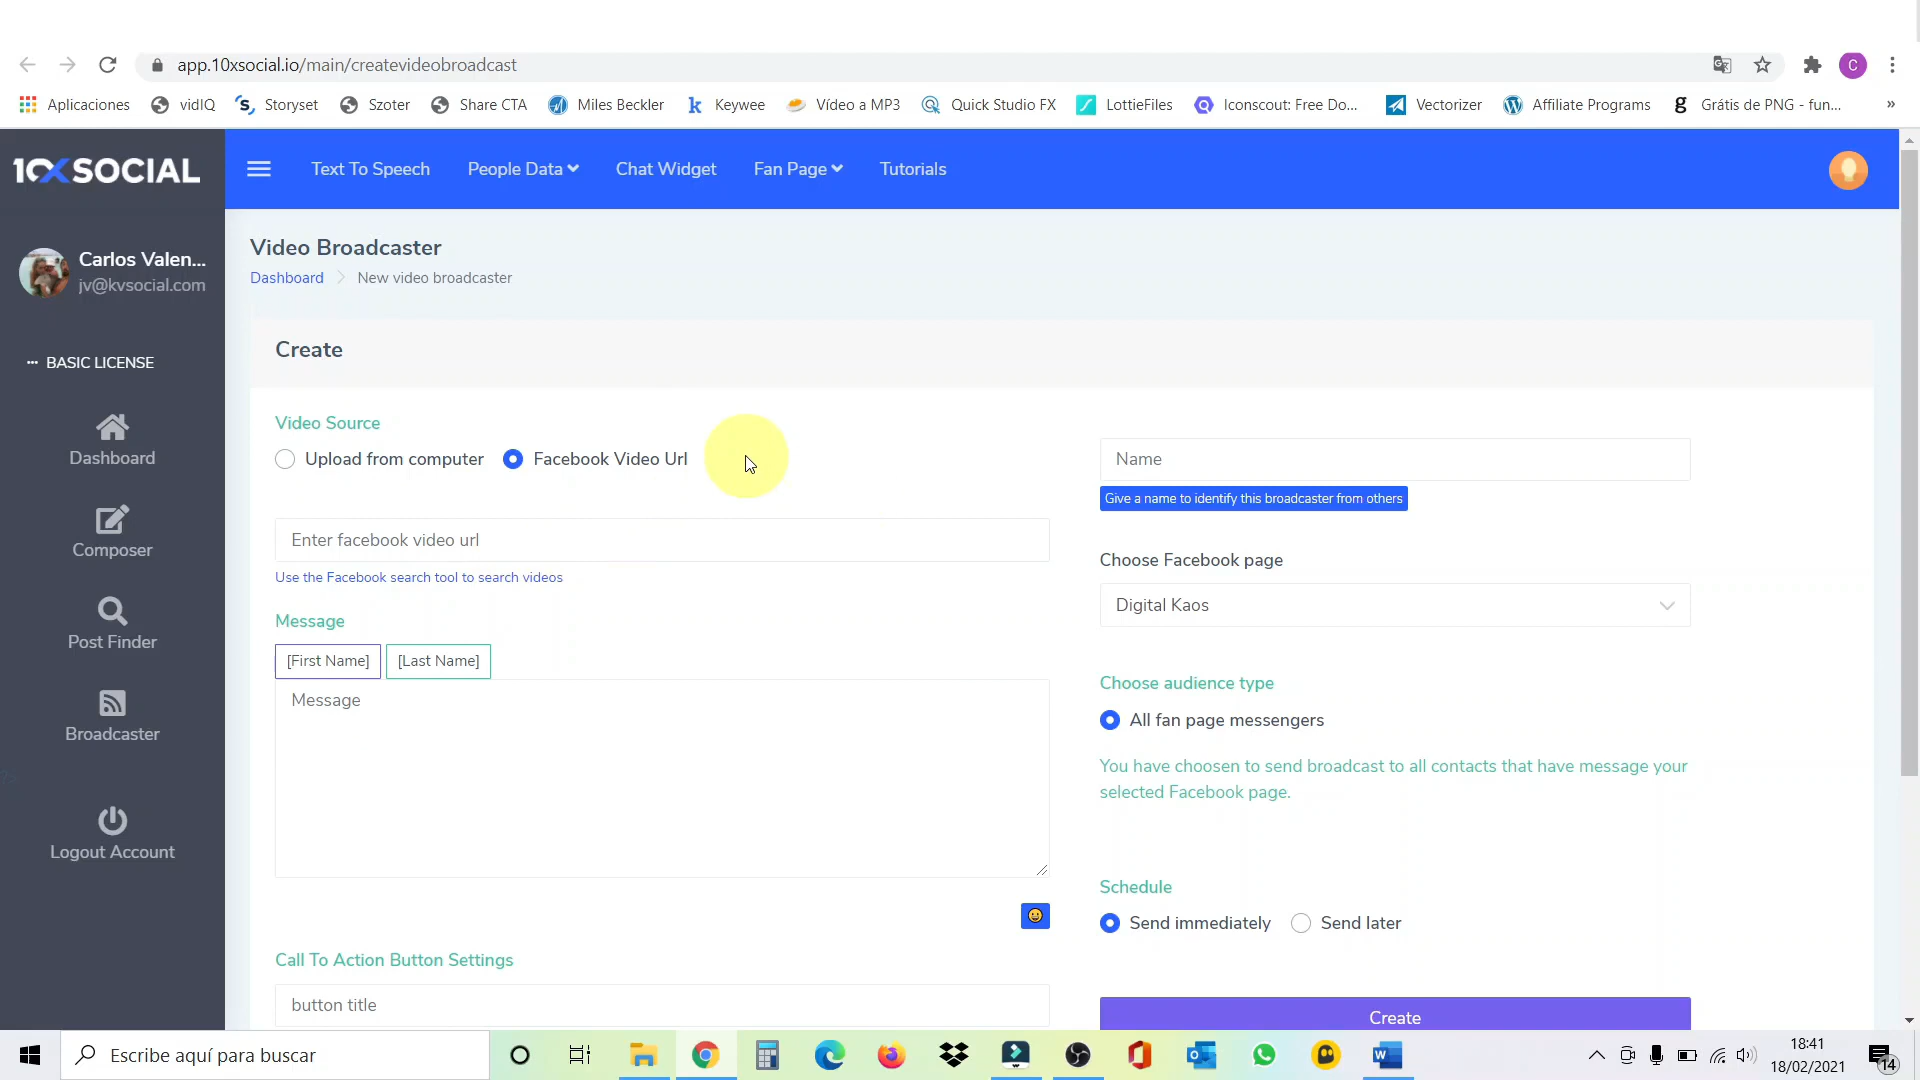 app.10xsocial.io/main/createvideobroadcast
C
Aplicaciones vidIQ Storyset Szoter Share CTA Miles Beckler Keywee Vídeo a MP3 Quick Studio FX LottieFiles Iconscout: Free Do... Vectorizer Affiliate Programs Grátis de PNG - fun... »
10XSOCIAL
Text To Speech People Data Chat Widget Fan Page Tutorials
Carlos Valen...
jv@kvsocial.com
BASIC LICENSE
Dashboard
Composer
Post Finder
Broadcaster
Logout Account
Video Broadcaster
Dashboard New video broadcaster
Create
Video Source
Upload from computer Facebook Video Url
Enter facebook video url
Use the Facebook search tool to search videos
Message
[First Name] [Last Name]
Message
Call To Action Button Settings
button title
Name
Give a name to identify this broadcaster from others
Choose Facebook page
Digital Kaos
Choose audience type
All fan page messengers
You have choosen to send broadcast to all contacts that have message your
selected Facebook page.
Schedule
Send immediately Send later
Create
Escribe aquí para buscar
18:41
18/02/2021
14